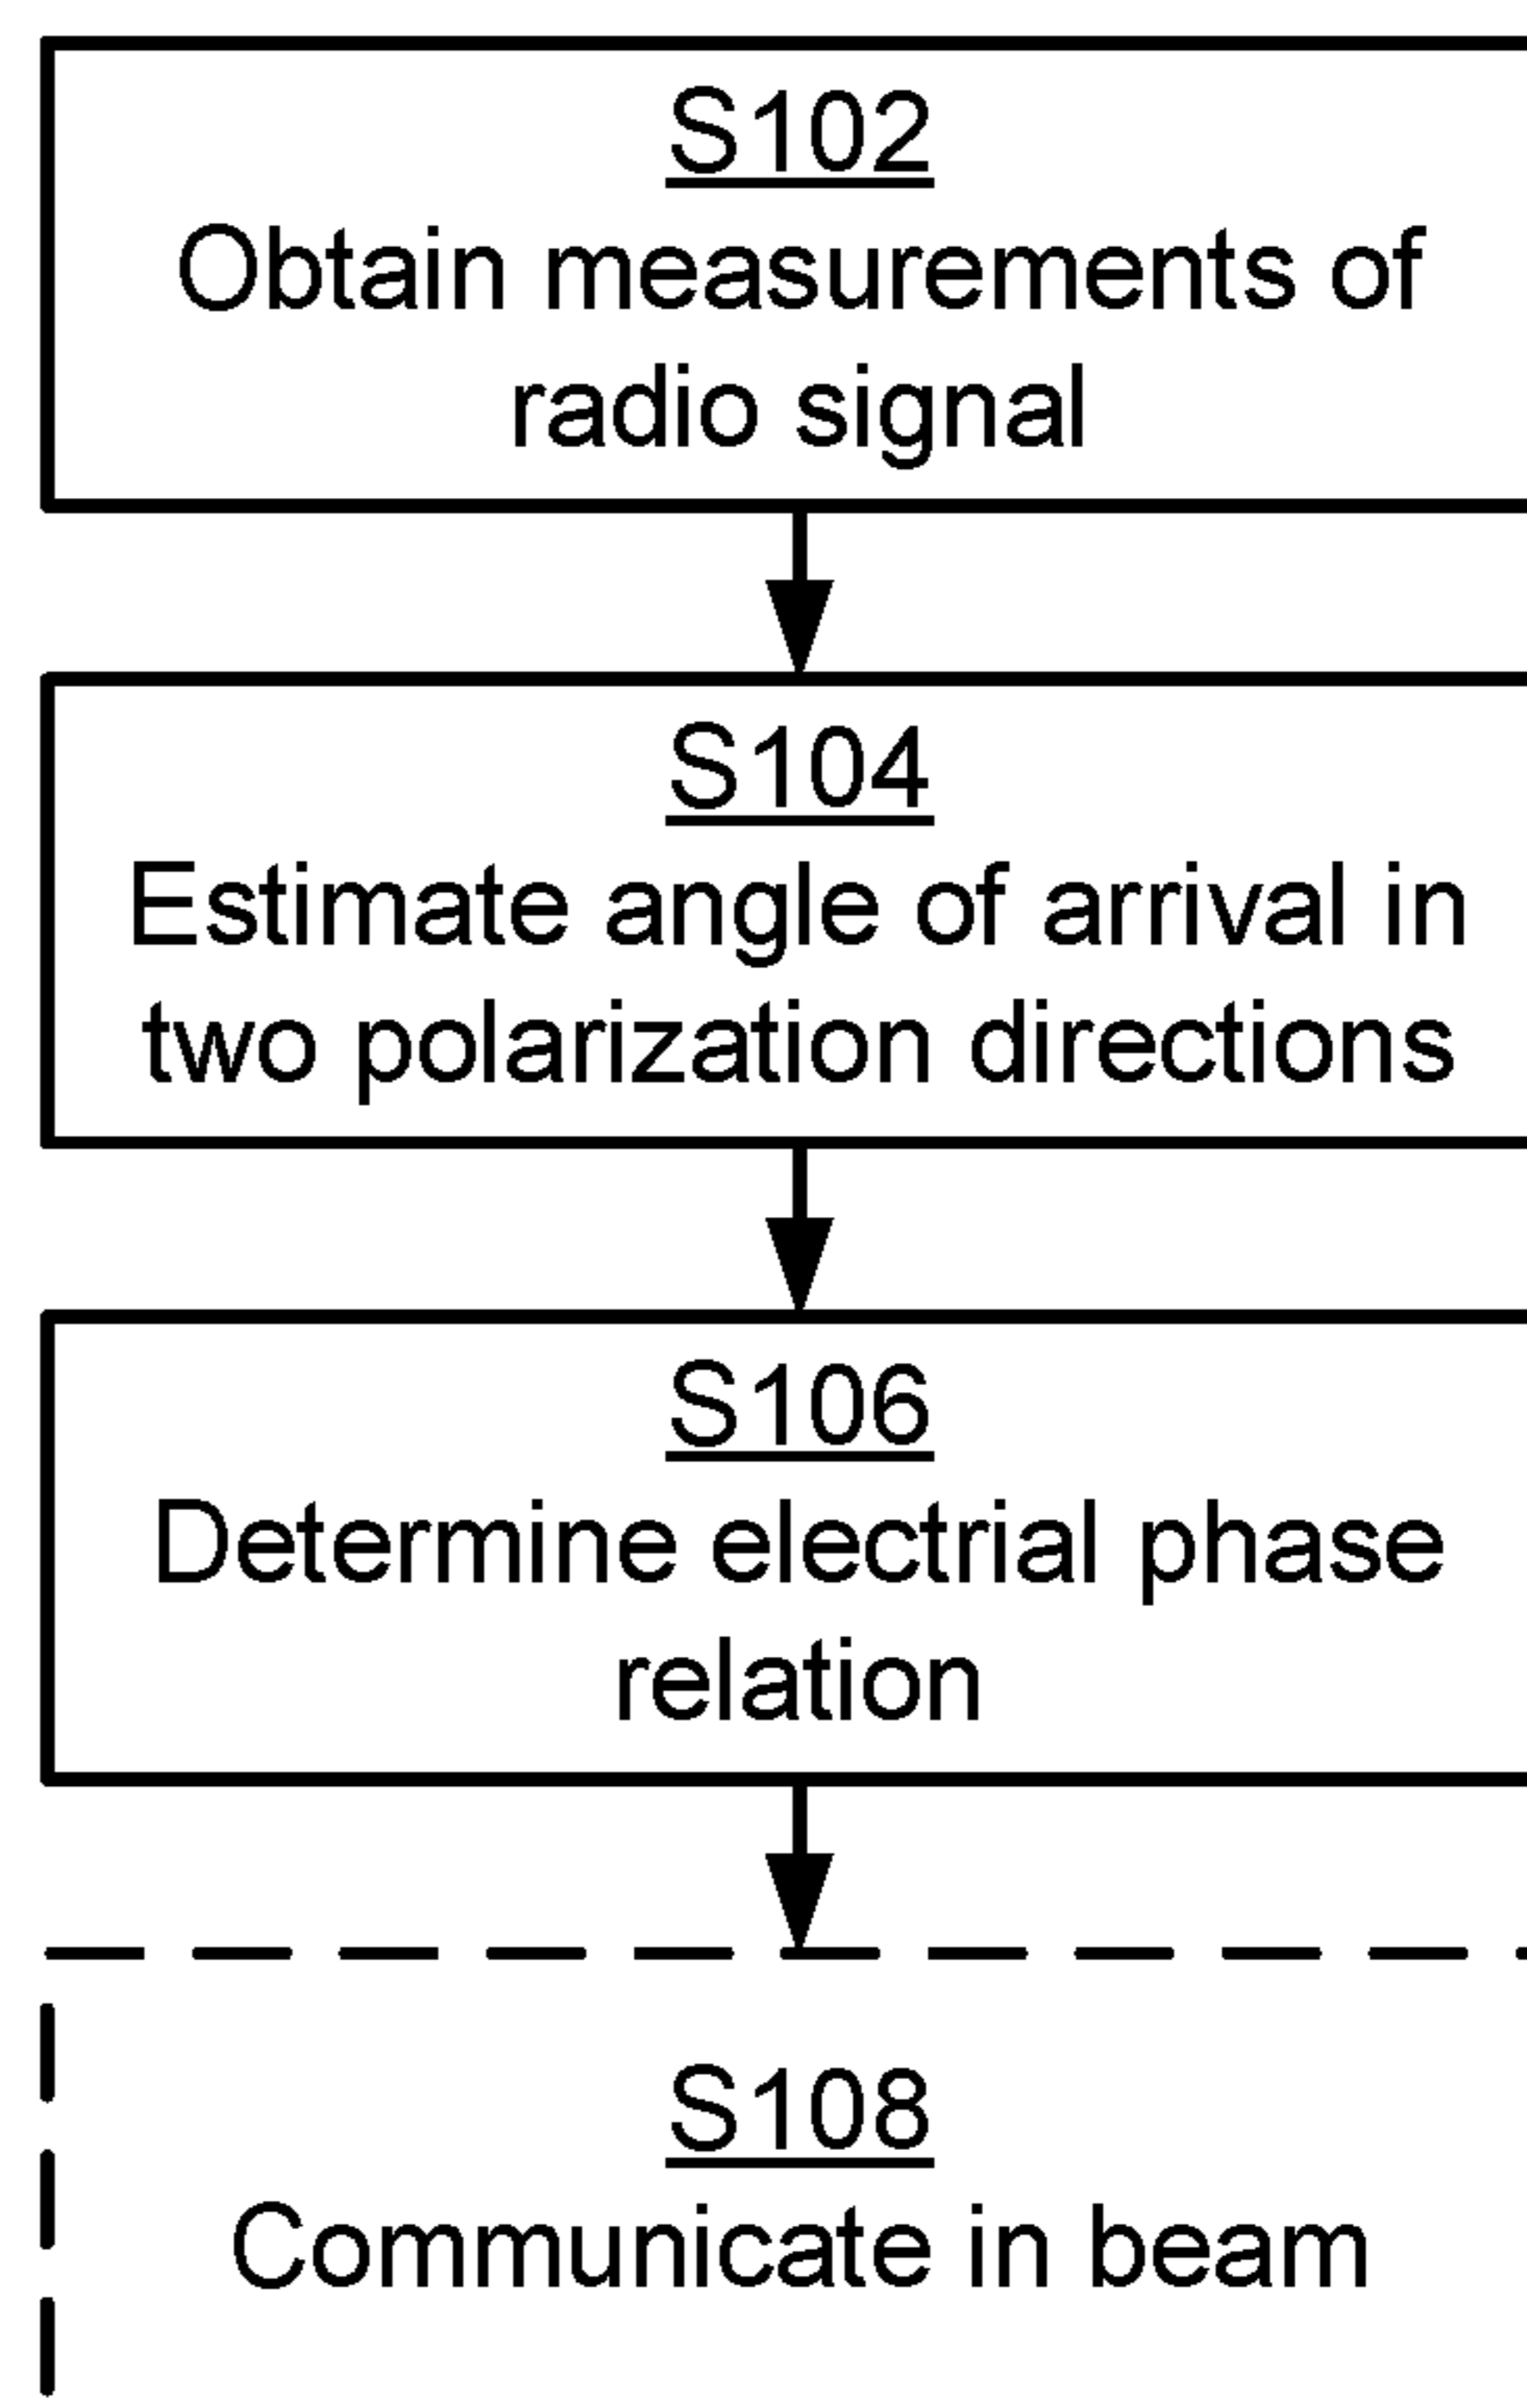 S102
Obtain measurements of
radio signal
S104
Estimate angle of arrival in
two polarization directions
S106
Determine electrial phase
relation
S108
Communicate in beam